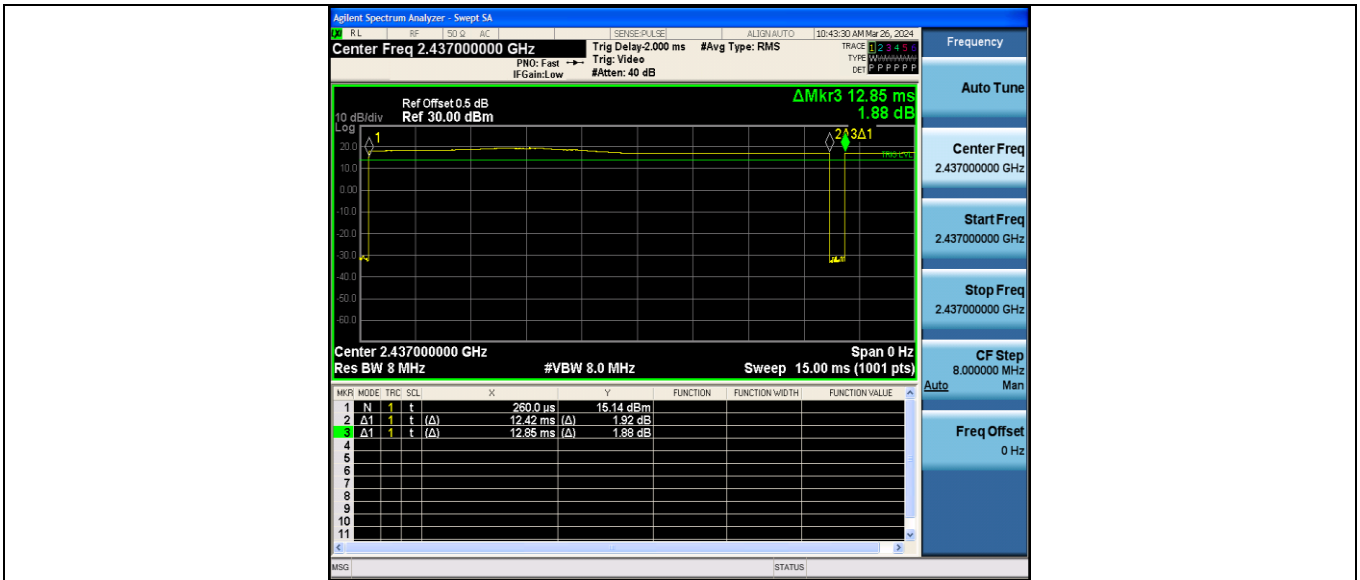 Agilent Spectrum Analyzer - Swept SA
RL RF 50 Ω AC SENSE:PULSE ALIGNAUTO 10:43:30 AM Mar 26, 2024
Center Freq 2.437000000 GHz
PNO: Fast
IFGain:Low
Trig Delay-2.000 ms
Trig: Video
#Atten: 40 dB
#Avg Type: RMS
TRACE 1 2 3 4 5 6
TYPE
DET P P P P P P
Frequency
Auto Tune
Center Freq
2.437000000 GHz
Start Freq
2.437000000 GHz
Stop Freq
2.437000000 GHz
CF Step
8.000000 MHz
Auto Man
Freq Offset
0 Hz
ΔMkr3 12.85 ms
1.88 dB
Ref Offset 0.5 dB
10 dB/div Ref 30.00 dBm
Log
1
2Δ3Δ1
TRIG LVL
20.0
10.0
0.00
-10.0
-20.0
-30.0
-40.0
-50.0
-60.0
Center 2.437000000 GHz Span 0 Hz
Res BW 8 MHz #VBW 8.0 MHz Sweep 15.00 ms (1001 pts)
MKR MODE TRC SCL X Y FUNCTION FUNCTION WIDTH FUNCTION VALUE
1 N 1 t 260.0 us 15.14 dBm
2 Δ1 1 t (Δ) 12.42 ms (Δ) 1.92 dB
3 Δ1 1 t (Δ) 12.85 ms (Δ) 1.88 dB
4
5
6
7
8
9
10
11
MSG STATUS